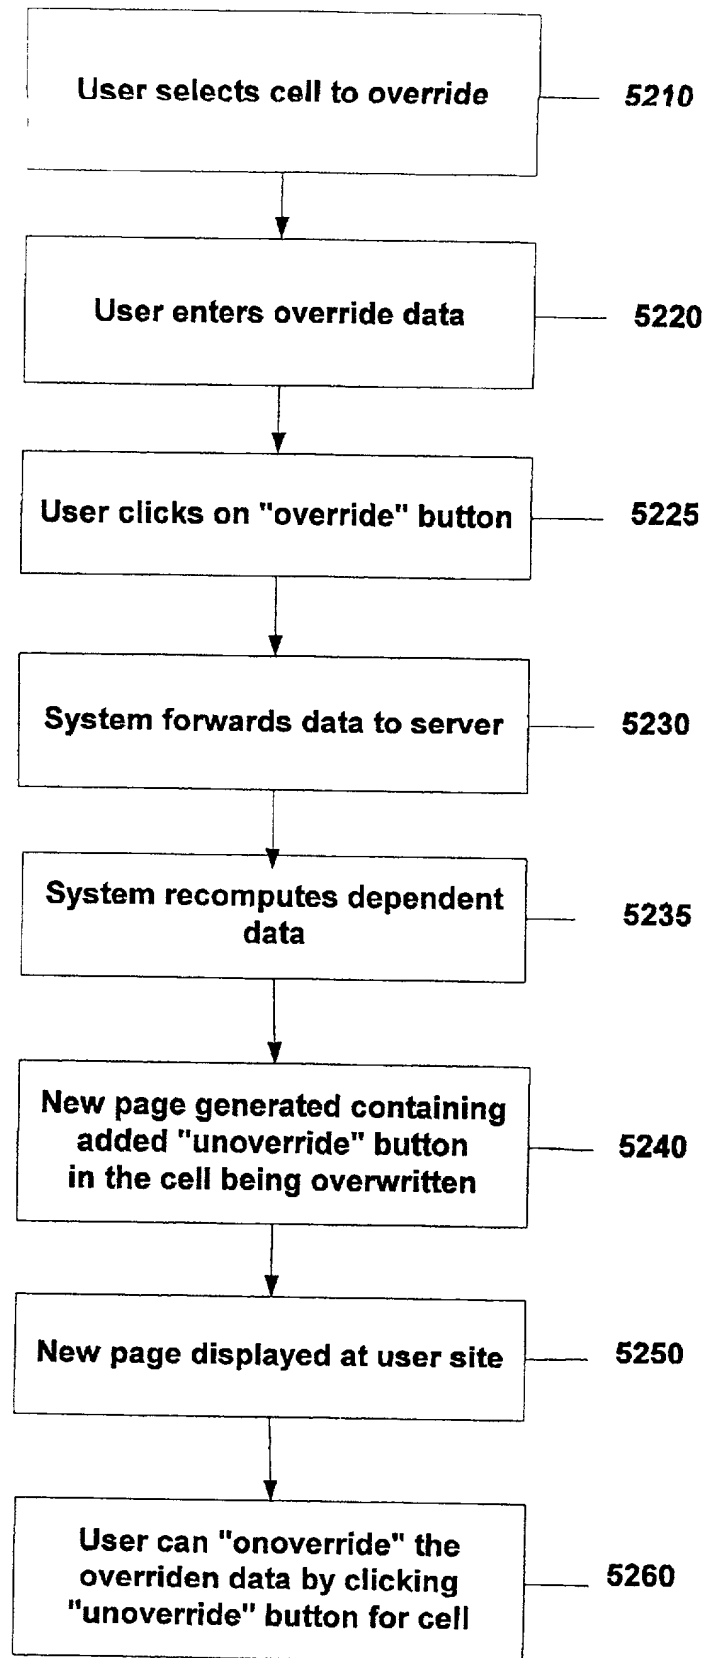 User selects cell to override
5210
User enters override data
5220
User clicks on "override" button
5225
System forwards data to server
5230
System recomputes dependent
data
5235
New page generated containing
added "unoverride" button
in the cell being overwritten
5240
New page displayed at user site
5250
User can "onoverride" the
overriden data by clicking
"unoverride" button for cell
5260